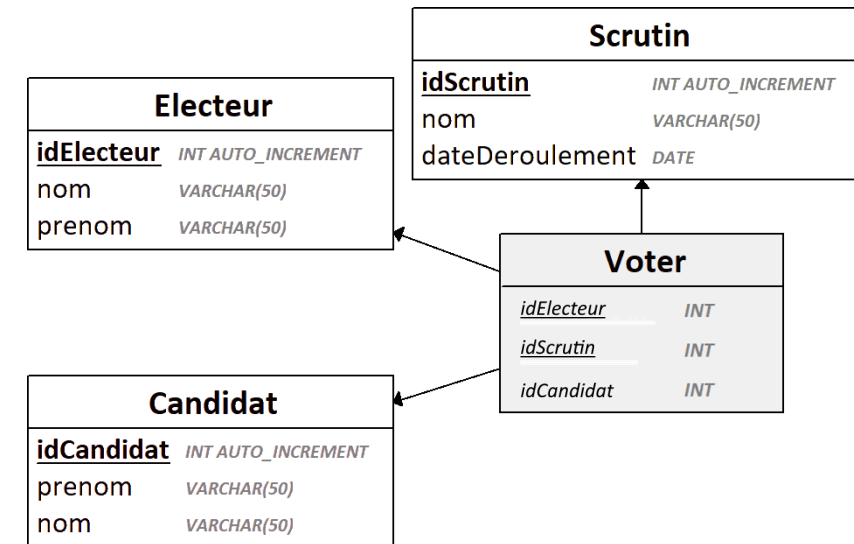 Scrutin
idScrutin INT AUTO_INCREMENT
nom VARCHAR(50)
dateDeroulement DATE
Electeur
idElecteur INT AUTO_INCREMENT
nom VARCHAR(50)
prenom VARCHAR(50)
Voter
idElecteur INT
idScrutin INT
idCandidat INT
Candidat
idCandidat INT AUTO_INCREMENT
prenom VARCHAR(50)
nom VARCHAR(50)